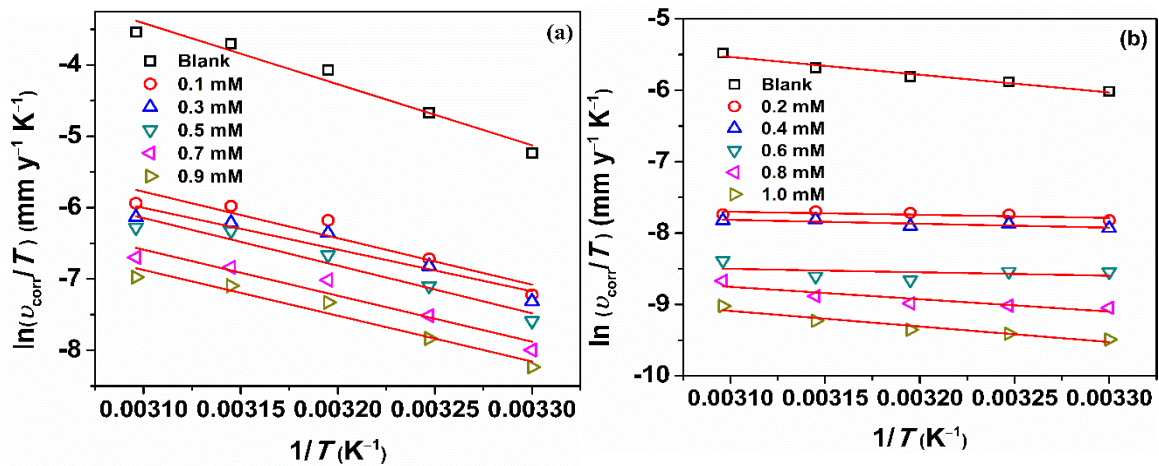 (a)
Blank
0.1 mM
0.3 mM
0.5 mM
0.7 mM
0.9 mM
-4
-5
-6
-7
-8
ln(υcorr/T) (mm y⁻¹ K⁻¹)
0.00310 0.00315 0.00320 0.00325 0.00330
1/T (K⁻¹)
(b)
Blank
0.2 mM
0.4 mM
0.6 mM
0.8 mM
1.0 mM
-5
-6
-7
-8
-9
-10
ln (υcorr/T) (mm y⁻¹ K⁻¹)
0.00310 0.00315 0.00320 0.00325 0.00330
1/T (K⁻¹)